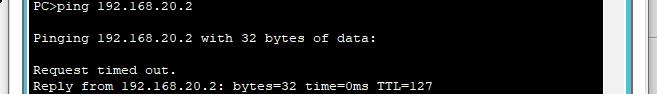 PC>ping 192.168.20.2
Pinging 192.168.20.2 with 32 bytes of data:
Request timed out.
Reply from 192.168.20.2: bytes=32 time=0ms TTL=127